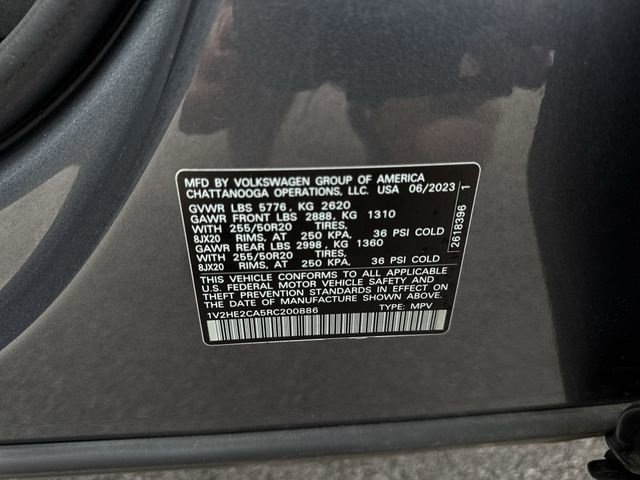 MFD BY VOLKSWAGEN GROUP OF AMERICA
CHATTANOOGA OPERATIONS, LLC. USA 06/2023
GVWR LBS 5776, KG 2620
GAWR FRONT LBS 2888, KG 1310
WITH 255/50R20 TIRES,
8JX20 RIMS, AT 250 KPA, 36 PSI COLD
GAWR REAR LBS 2998, KG 1360
WITH 255/50R20 TIRES,
8JX20 RIMS, AT 250 KPA, 36 PSI COLD
THIS VEHICLE CONFORMS TO ALL APPLICABLE
U.S. FEDERAL MOTOR VEHICLE SAFETY AND
THEFT PREVENTION STANDARDS IN EFFECT ON
THE DATE OF MANUFACTURE SHOWN ABOVE.
1V2HE2CA5RC200886 TYPE: MPV
2618396 1